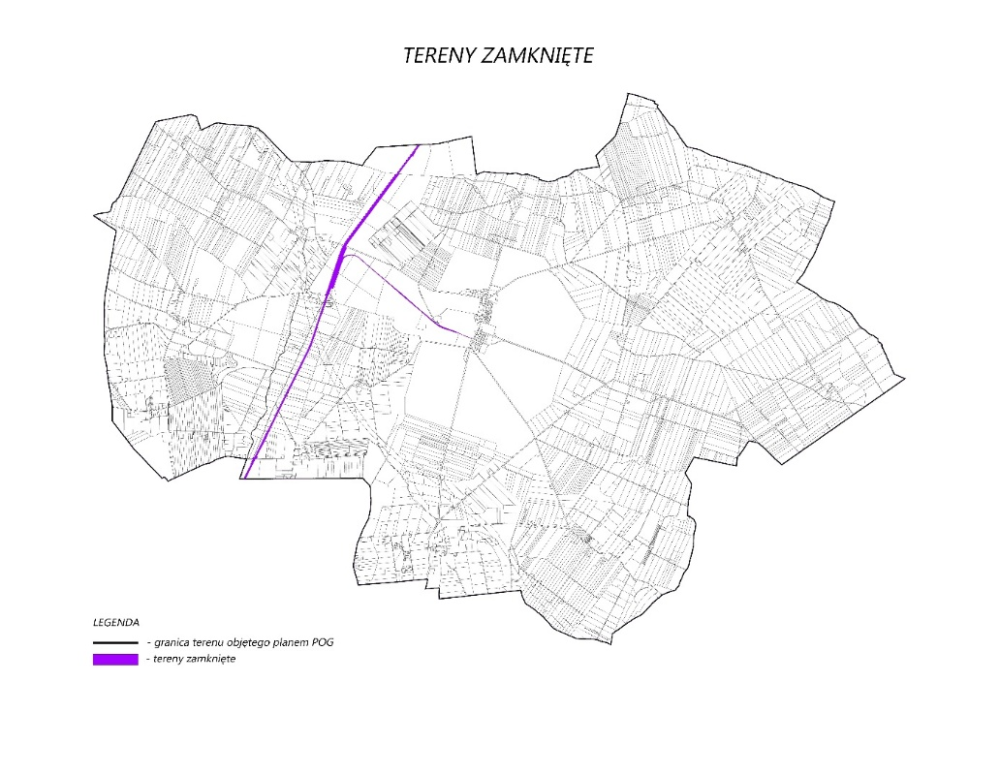 TERENY ZAMKNIĘTE
LEGENDA
- granica terenu objętego planem POG
- tereny zamknięte